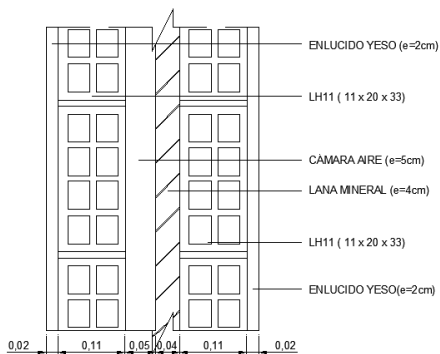 ENLUCIDO YESO (e=2cm)
LH11 ( 11 x 20 x 33)
CÀMARA AIRE (e=5cm)
LANA MINERAL (e=4cm)
LH11 ( 11 x 20 x 33)
ENLUCIDO YESO(e=2cm)
0,02 0,11 0,05 0,04 0,11 0,02